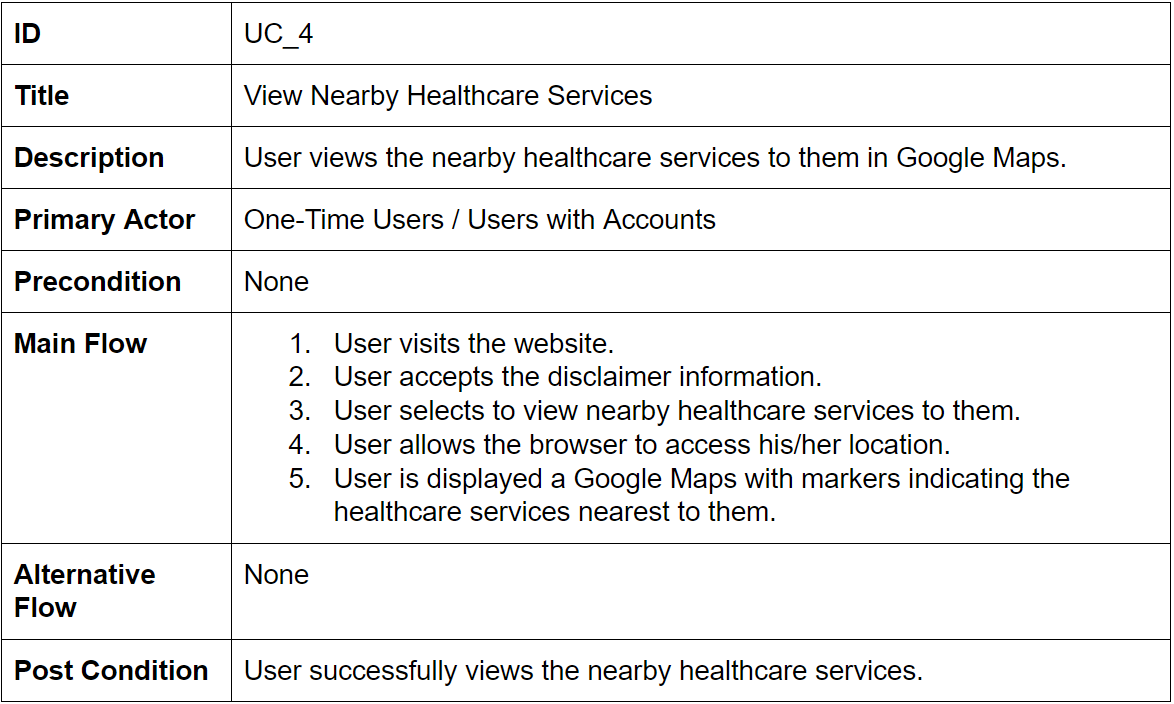 ID UC_4
Title View Nearby Healthcare Services
Description User views the nearby healthcare services to them in Google Maps.
Primary Actor One-Time Users / Users with Accounts
Precondition None
Main Flow 1. User visits the website.
2. User accepts the disclaimer information.
3. User selects to view nearby healthcare services to them.
4. User allows the browser to access his/her location.
5. User is displayed a Google Maps with markers indicating the
healthcare services nearest to them.
Alternative None
Flow
Post Condition User successfully views the nearby healthcare services.